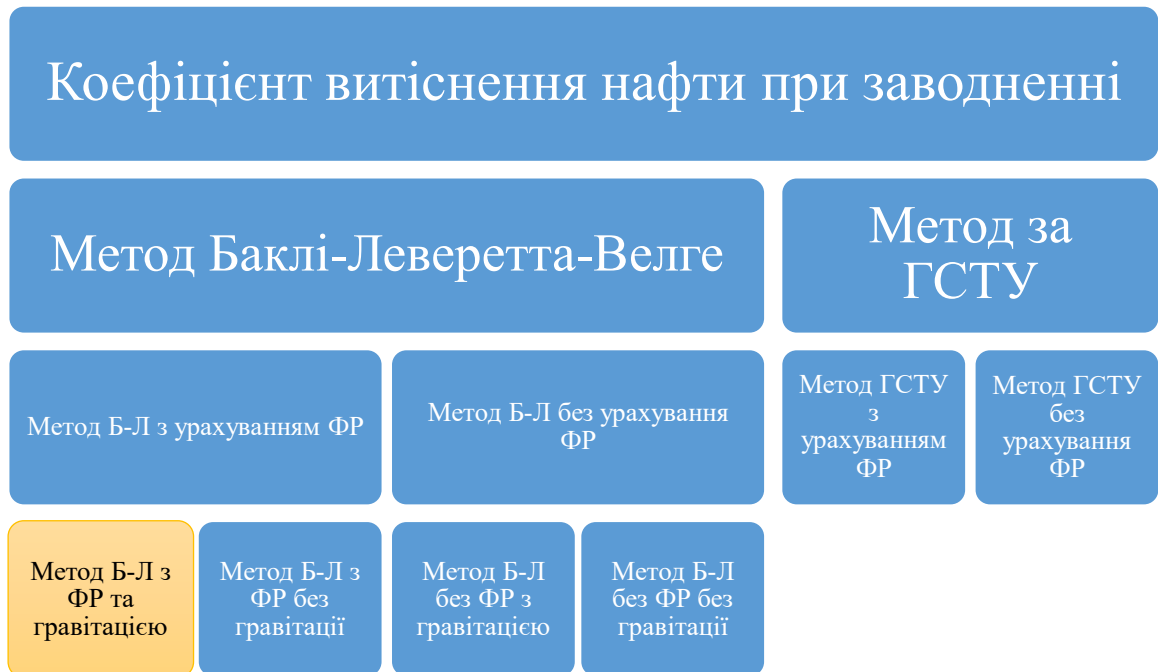 Коефіцієнт витіснення нафти при заводненні
Метод Баклі-Леверетта-Велге
Метод за
ГСТУ
Метод Б-Л з урахуванням ФР
Метод Б-Л без урахування
ФР
Метод ГСТУ
з
урахуванням
ФР
Метод ГСТУ
без
урахування
ФР
Метод Б-Л з
ФР та
гравітацією
Метод Б-Л з
ФР без
гравітації
Метод Б-Л
без ФР з
гравітацією
Метод Б-Л
без ФР без
гравітації